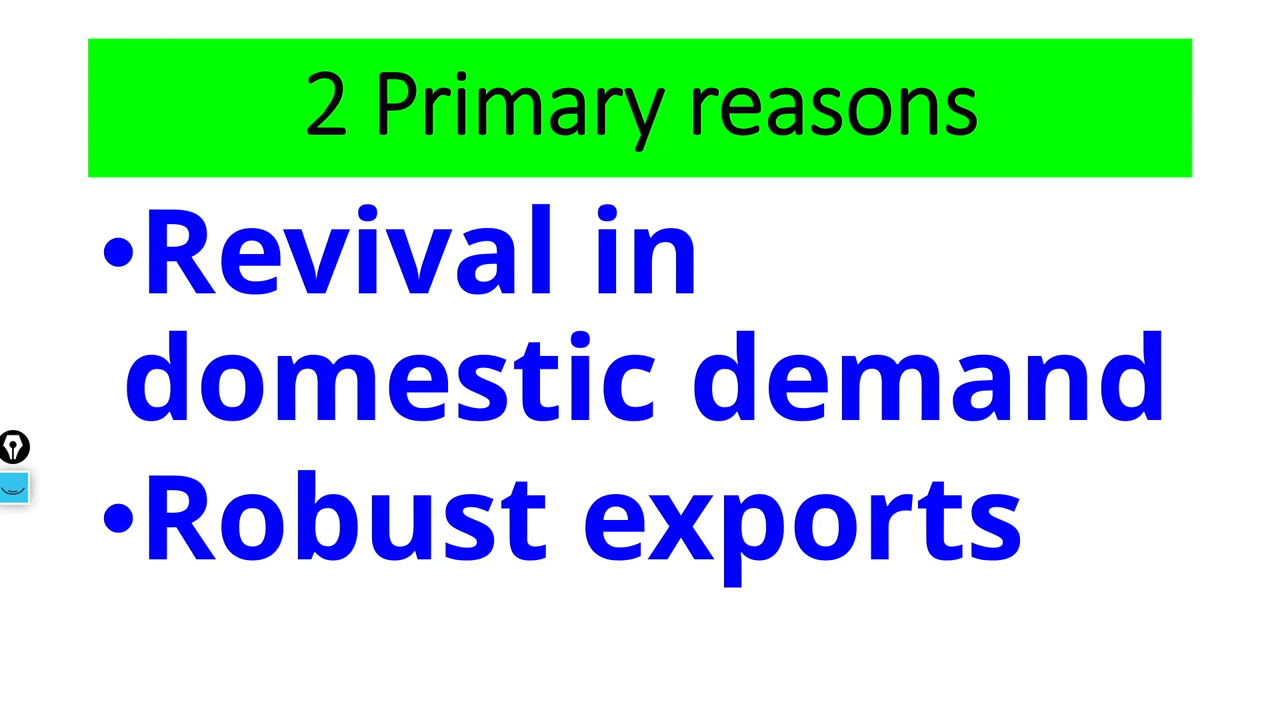 2 Primary reasons
•Revival in
domestic demand
•Robust exports